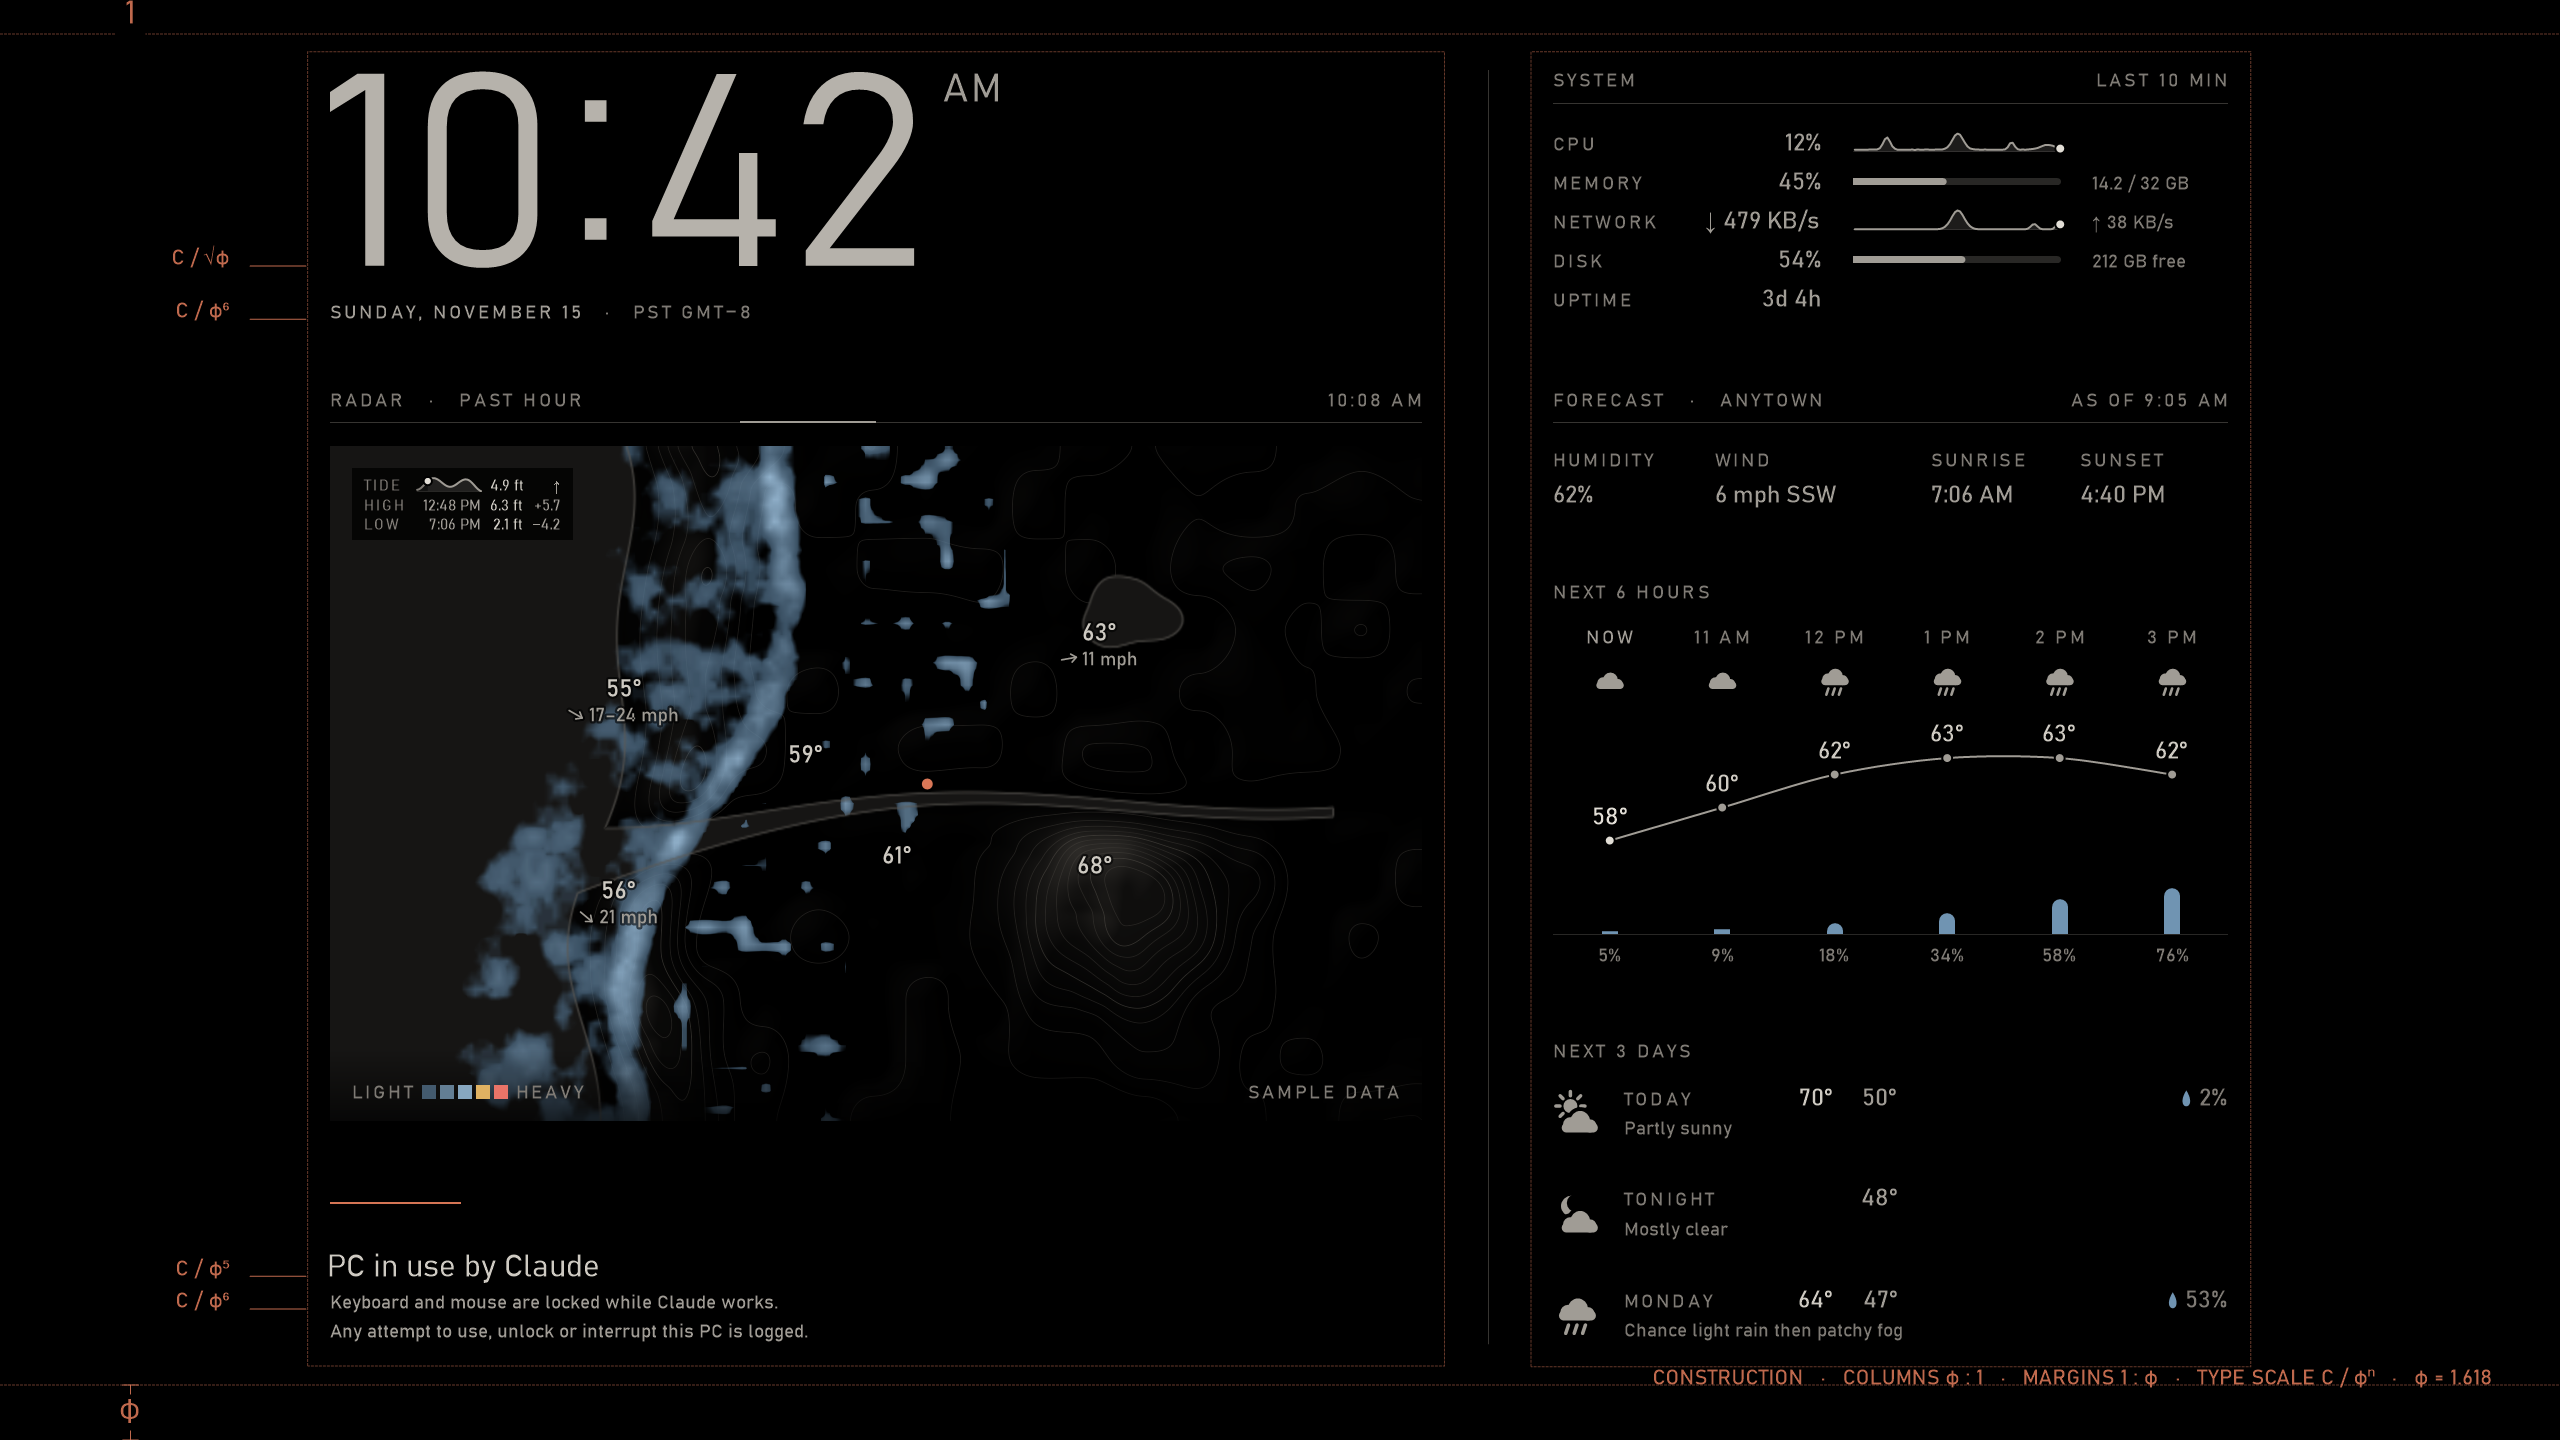 1
10:42 AM
C / √φ
C / φ⁶
SUNDAY, NOVEMBER 15 · PST GMT−8
RADAR · PAST HOUR 10:08 AM
TIDE 4.9 ft ↑
HIGH 12:48 PM 6.3 ft +5.7
LOW 7:06 PM 2.1 ft −4.2
63°
→ 11 mph
55°
↘ 17–24 mph
59°
61°
68°
56°
↘ 21 mph
LIGHT HEAVY
SAMPLE DATA
C / φ⁵
C / φ⁶
PC in use by Claude
Keyboard and mouse are locked while Claude works.
Any attempt to use, unlock or interrupt this PC is logged.
SYSTEM LAST 10 MIN
CPU 12%
MEMORY 45% 14.2 / 32 GB
NETWORK ↓ 479 KB/s ↑ 38 KB/s
DISK 54% 212 GB free
UPTIME 3d 4h
FORECAST · ANYTOWN AS OF 9:05 AM
HUMIDITY WIND SUNRISE SUNSET
62% 6 mph SSW 7:06 AM 4:40 PM
NEXT 6 HOURS
NOW 11 AM 12 PM 1 PM 2 PM 3 PM
58° 60° 62° 63° 63° 62°
5% 9% 18% 34% 58% 76%
NEXT 3 DAYS
TODAY 70° 50° 2%
Partly sunny
TONIGHT 48°
Mostly clear
MONDAY 64° 47° 53%
Chance light rain then patchy fog
CONSTRUCTION · COLUMNS φ : 1 · MARGINS 1 : φ · TYPE SCALE C / φⁿ · φ = 1.618
φ